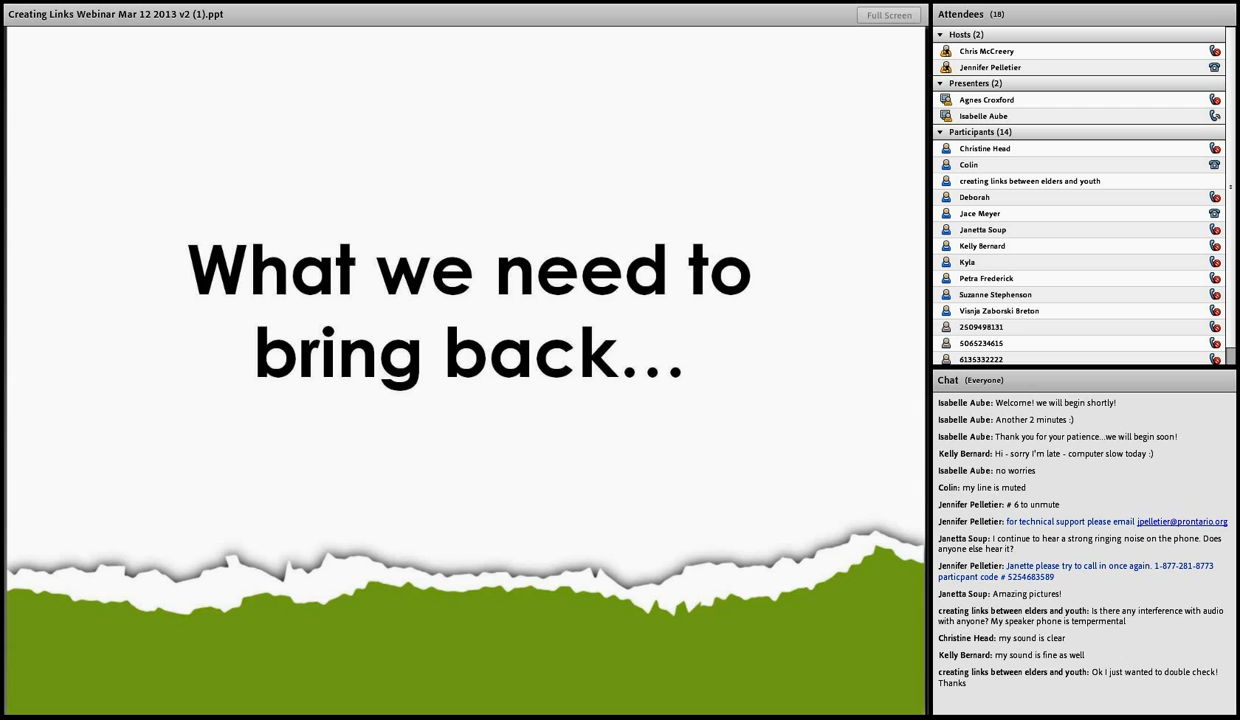 Creating Links Webinar Mar 12 2013 v2 (1).ppt
Full Screen
What we need to
bring back...
Attendees (18)
Hosts (2)
Chris McCreery
Jennifer Pelletier
Presenters (2)
Agnes Croxford
Isabelle Aube
Participants (14)
Christine Head
Colin
creating links between elders and youth
Deborah
Jace Meyer
Janetta Soup
Kelly Bernard
Kyla
Petra Frederick
Suzanne Stephenson
Visnja Zaborski Breton
2509498131
5065234615
6135332222
Chat (Everyone)
Isabelle Aube: Welcome! we will begin shortly!
Isabelle Aube: Another 2 minutes :)
Isabelle Aube: Thank you for your patience...we will begin soon!
Kelly Bernard: Hi - sorry I'm late - computer slow today :)
Isabelle Aube: no worries
Colin: my line is muted
Jennifer Pelletier: # 6 to unmute
Jennifer Pelletier: for technical support please email jpelletier@prontario.org
Janetta Soup: I continue to hear a strong ringing noise on the phone. Does
anyone else hear it?
Jennifer Pelletier: Janette please try to call in once again. 1-877-281-8773
particpant code # 5254683589
Janetta Soup: Amazing pictures!
creating links between elders and youth: Is there any interference with audio
with anyone? My speaker phone is tempermental
Christine Head: my sound is clear
Kelly Bernard: my sound is fine as well
creating links between elders and youth: Ok I just wanted to double check!
Thanks